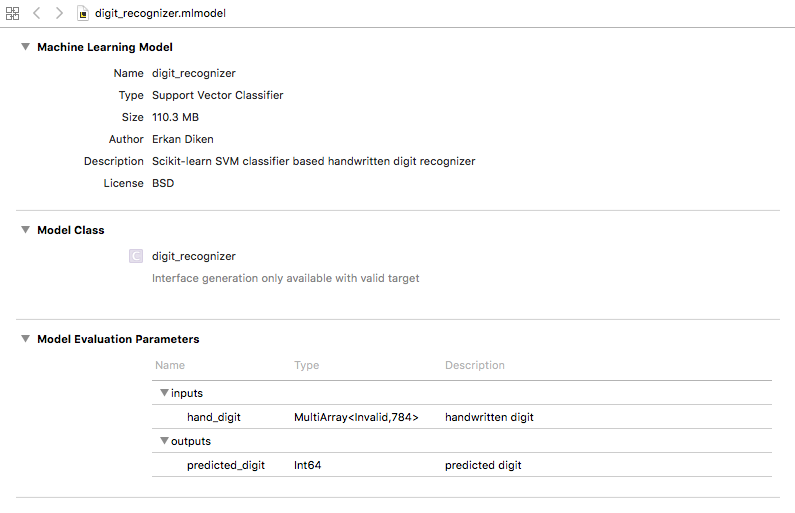 digit_recognizer.mlmodel
Machine Learning Model
Name digit_recognizer
Type Support Vector Classifier
Size 110.3 MB
Author Erkan Diken
Description Scikit-learn SVM classifier based handwritten digit recognizer
License BSD
Model Class
C digit_recognizer
Interface generation only available with valid target
Model Evaluation Parameters
Name Type Description
inputs
hand_digit MultiArray<Invalid,784> handwritten digit
outputs
predicted_digit Int64 predicted digit